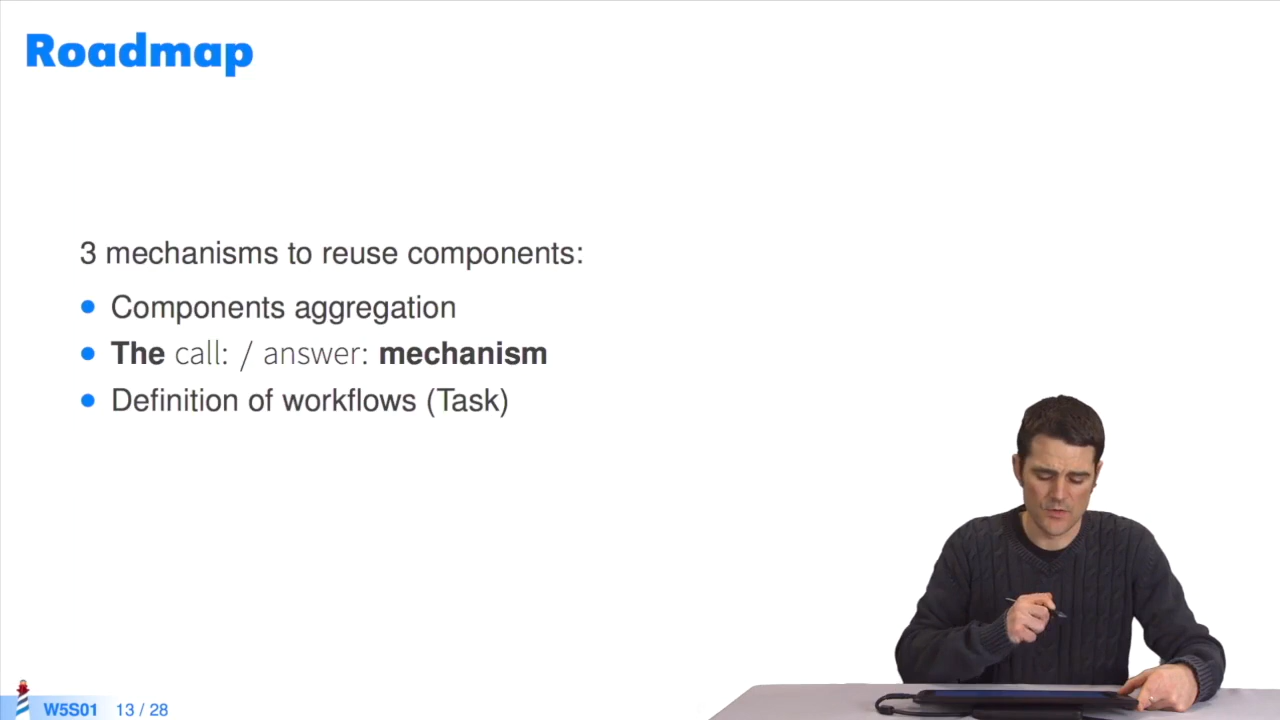 Roadmap
3 mechanisms to reuse components:
Components aggregation
The call: / answer: mechanism
Definition of workflows (Task)
W5S01 13 / 28